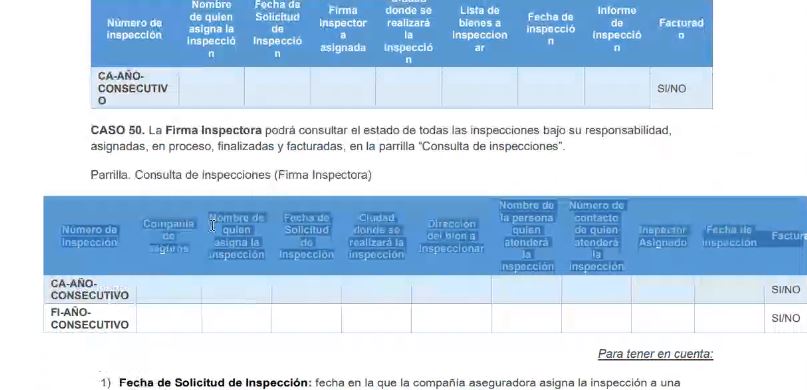 Número de inspección | Nombre de quien asigna la inspección | Fecha de Solicitud de Inspección | Firma Inspectora asignada | Ciudad donde se realizará la inspección | Lista de bienes a inspeccionar | Fecha de inspección | Informe de inspección | Facturado
CA-AÑO-CONSECUTIVO | SI/NO
CASO 50. La Firma Inspectora podrá consultar el estado de todas las inspecciones bajo su responsabilidad,
asignadas, en proceso, finalizadas y facturadas, en la parrilla “Consulta de inspecciones”.
Parrilla. Consulta de inspecciones (Firma Inspectora)
Número de Inspección | Compañía de seguros | Nombre de quien asigna la inspección | Fecha de Solicitud de Inspección | Ciudad donde se realizará la inspección | Dirección del bien a Inspeccionar | Nombre de la persona quien atenderá la inspección | Número de contacto de quien atenderá la inspección | Inspector Asignado | Fecha de inspección | Factur
CA-AÑO-CONSECUTIVO | SI/NO
FI-AÑO-CONSECUTIVO | SI/NO
Para tener en cuenta:
1) Fecha de Solicitud de Inspección: fecha en la que la compañía aseguradora asigna la inspección a una